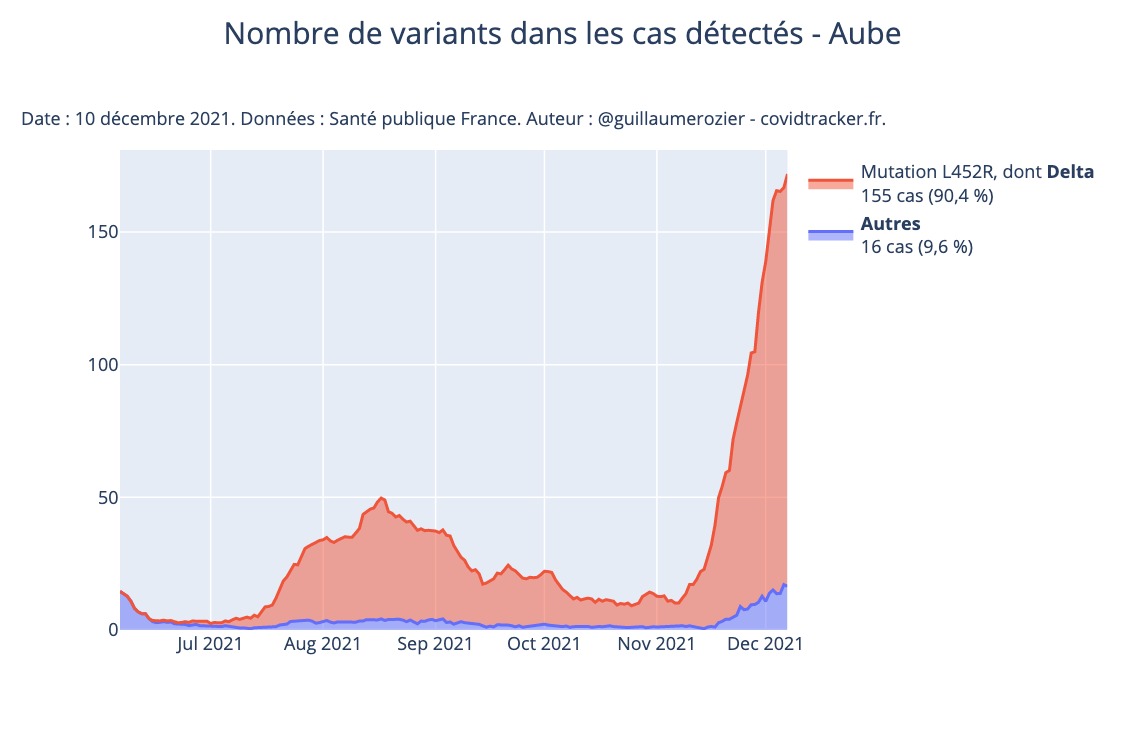 Nombre de variants dans les cas détectés - Aube
Date : 10 décembre 2021. Données : Santé publique France. Auteur : @guillaumerozier - covidtracker.fr.
Mutation L452R, dont Delta
155 cas (90,4 %)
Autres
16 cas (9,6 %)
150
100
50
0
Jul 2021
Aug 2021
Sep 2021
Oct 2021
Nov 2021
Dec 2021